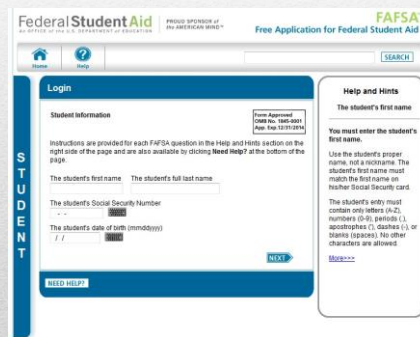 Federal Student Aid
An OFFICE of the U.S. DEPARTMENT of EDUCATION
PROUD SPONSOR of
the AMERICAN MIND®
FAFSA
Free Application for Federal Student Aid
Home
Help
SEARCH
Login
Student Information
Form Approved
OMB No. 1845-0001
App. Exp 12/31/2014
Instructions are provided for each FAFSA question in the Help and Hints section on the
right side of the page and are also available by clicking Need Help? at the bottom of the
page.
The student's first name The student's full last name
The student's Social Security Number
- -
The student's date of birth (mmddyyyy)
/ /
NEXT
NEED HELP?
STUDENT
Help and Hints
The student's first name
You must enter the student's
first name.
Use the student's proper
name, not a nickname. The
student's first name must
match the first name on
his/her Social Security card.
The student's entry must
contain only letters (A-Z),
numbers (0-9), periods (.),
apostrophes ('), dashes (-), or
blanks (spaces). No other
characters are allowed.
More>>>